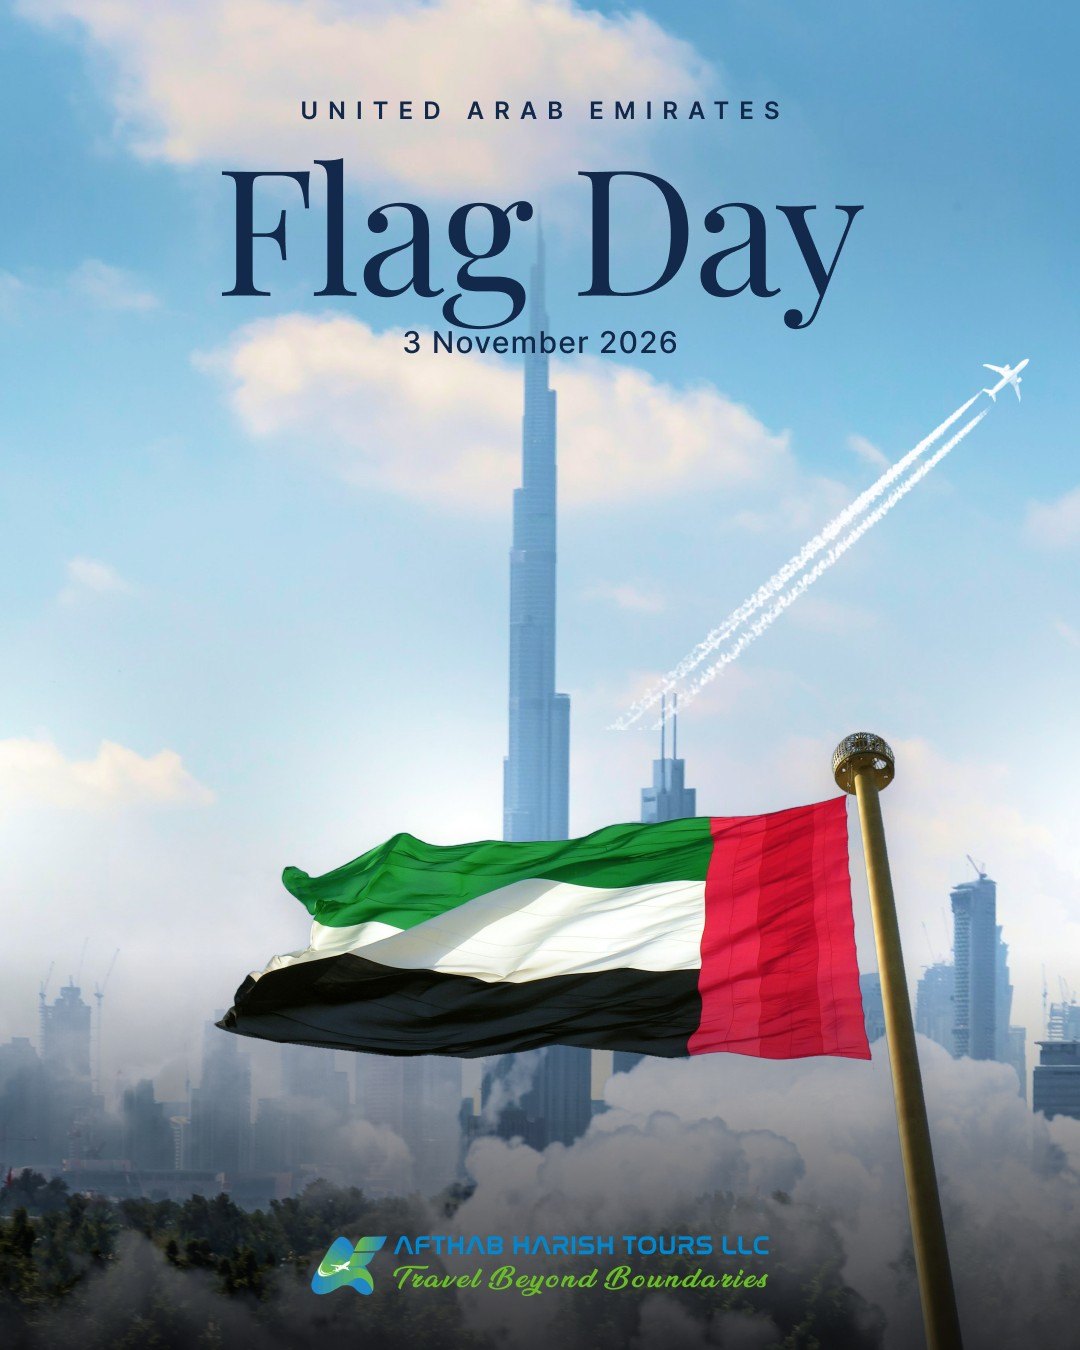 UNITED ARAB EMIRATES
Flag Day
3 November 2026
AFTHAB HARISH TOURS LLC
Travel Beyond Boundaries